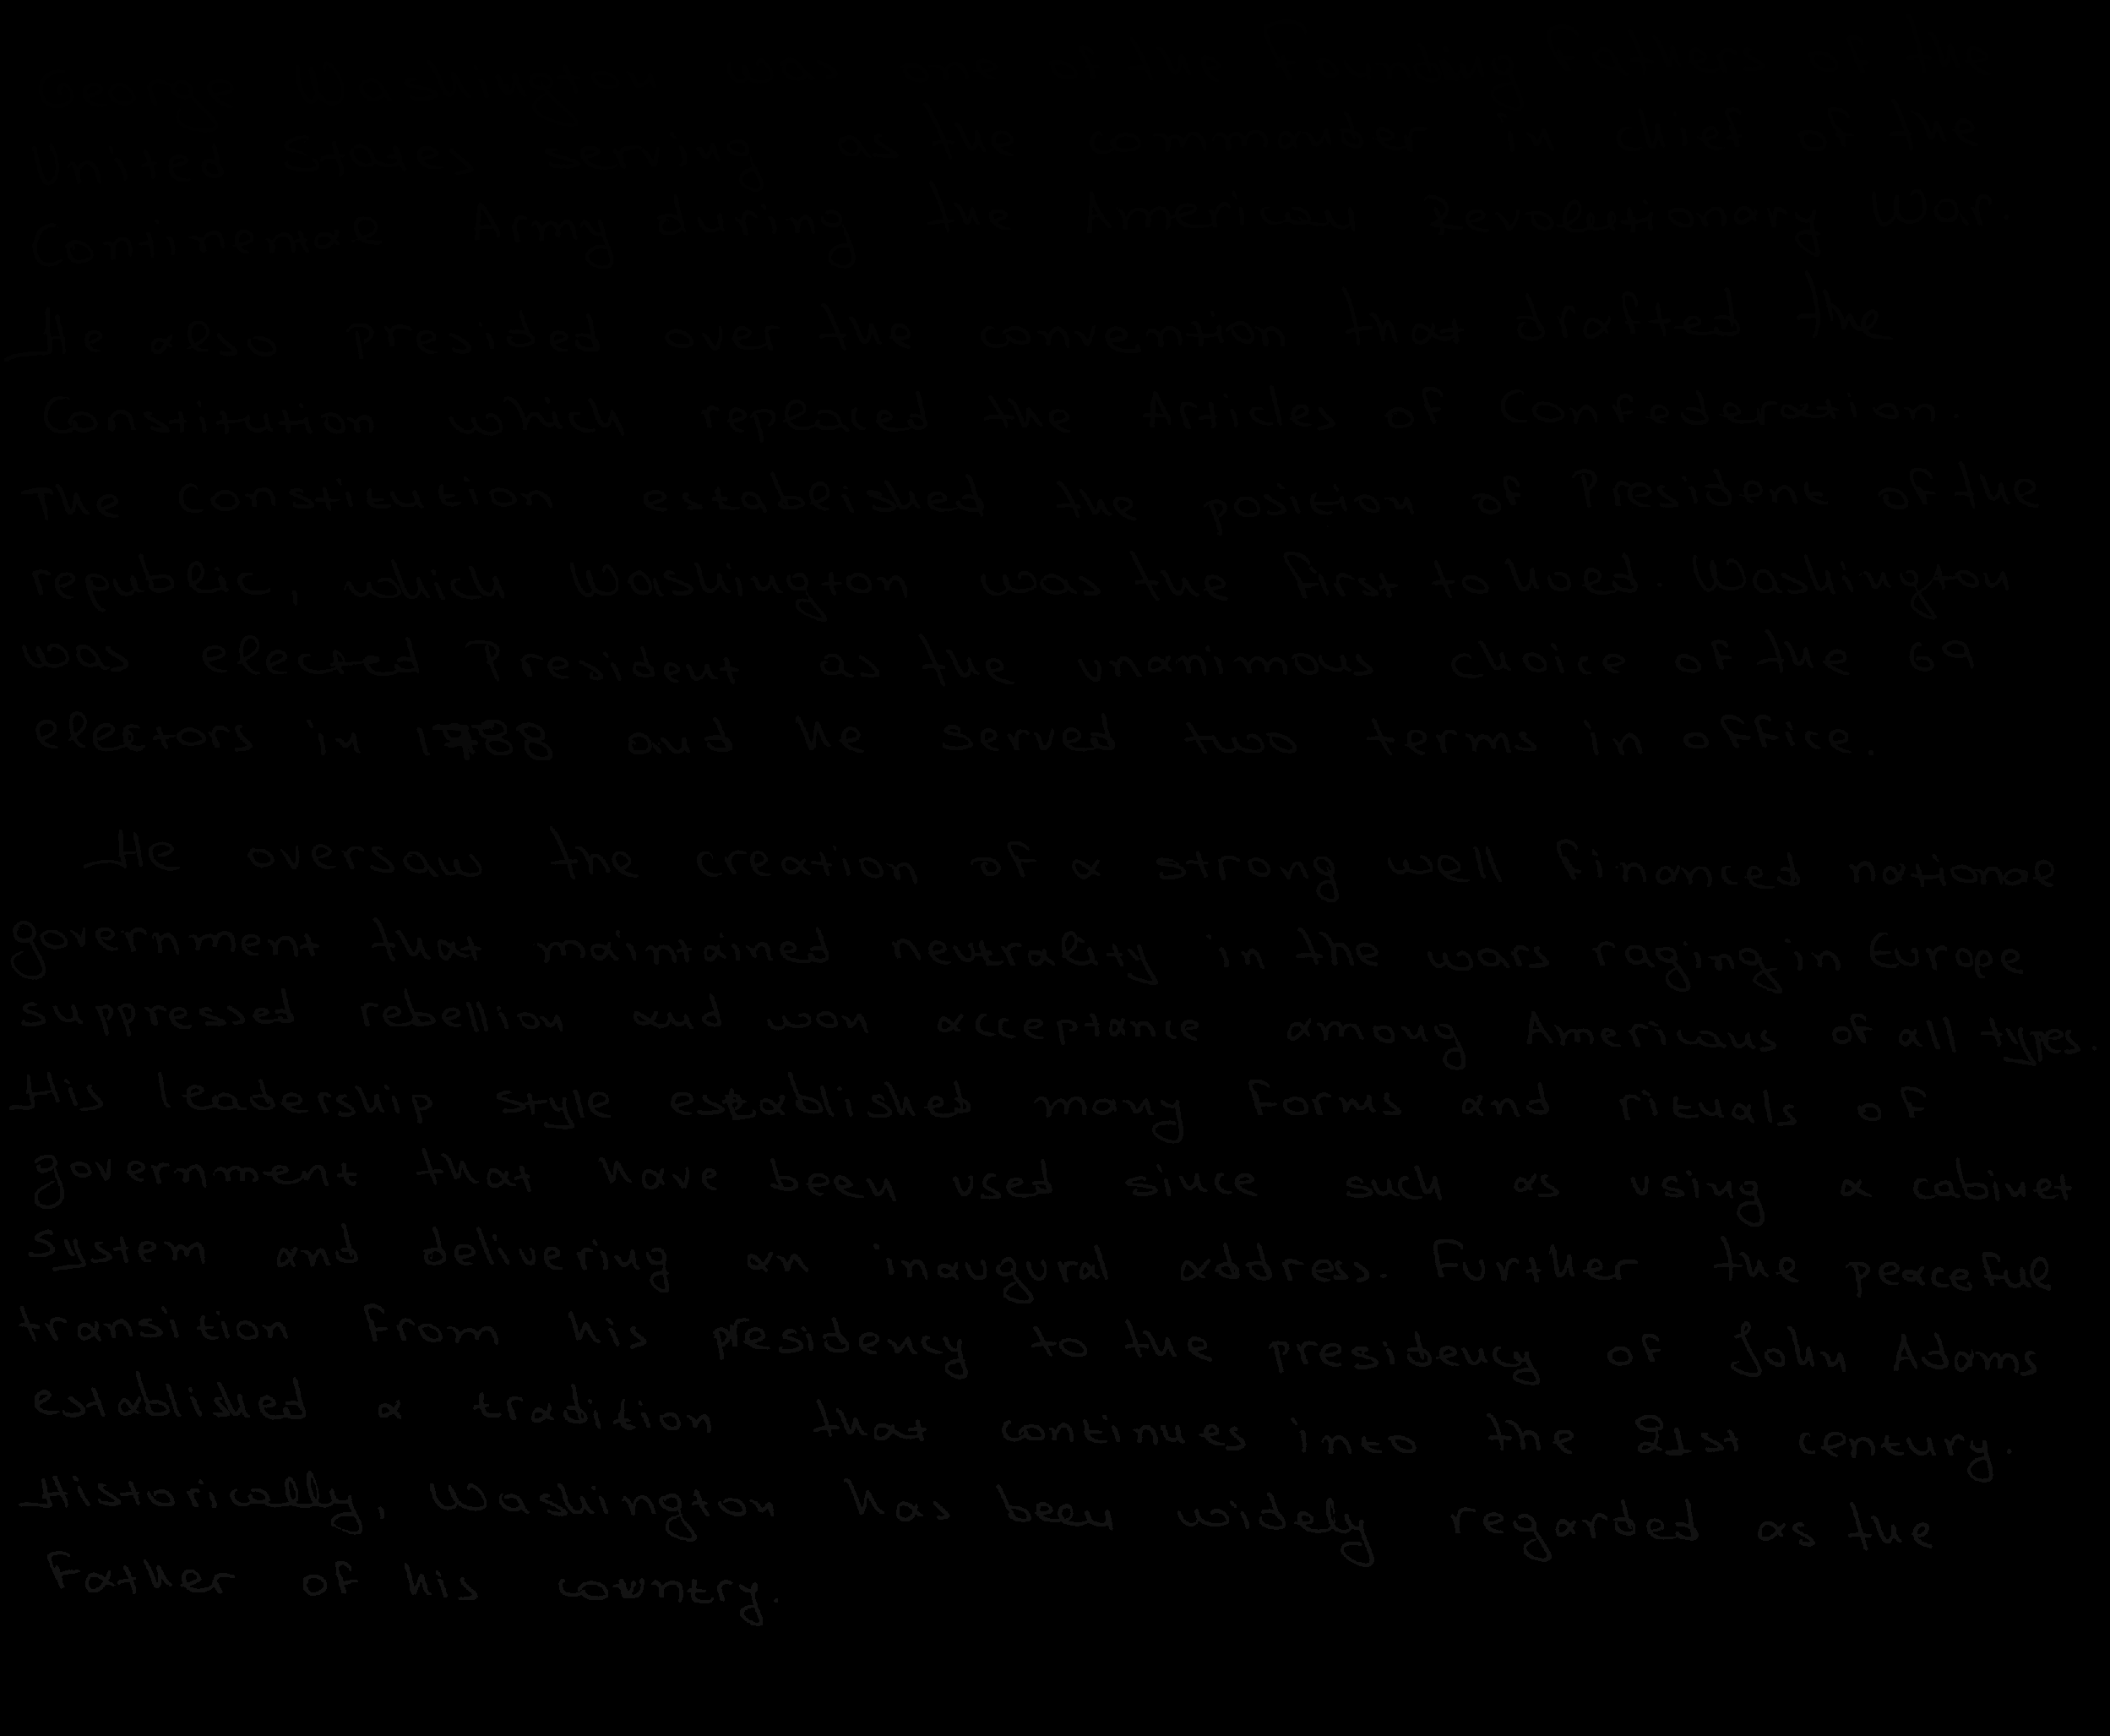 United States serving as the commander in chief of the
Continental Army during the American Revolutionary War.
He also presided over the convention that drafted the
Constitution which replaced the Articles of Confederation.
The Constitution established the position of President of the
republic, which Washington was the first to hold. Washington
was elected President as the unanimous choice of the 69
electors in 1788 and he served two terms in office.
He oversaw the creation of a strong well financed national
government that maintained neutrality in the wars raging in Europe
suppressed rebellion and won acceptance among Americans of all types.
His leadership style established many forms and rituals of
government that have been used since such as using a cabinet
system and delivering an inaugural address. Further the peaceful
transition from his presidency to the presidency of John Adams
established a tradition that continues into the 21st century.
Historically, Washington has been widely regarded as the
Father of his country.